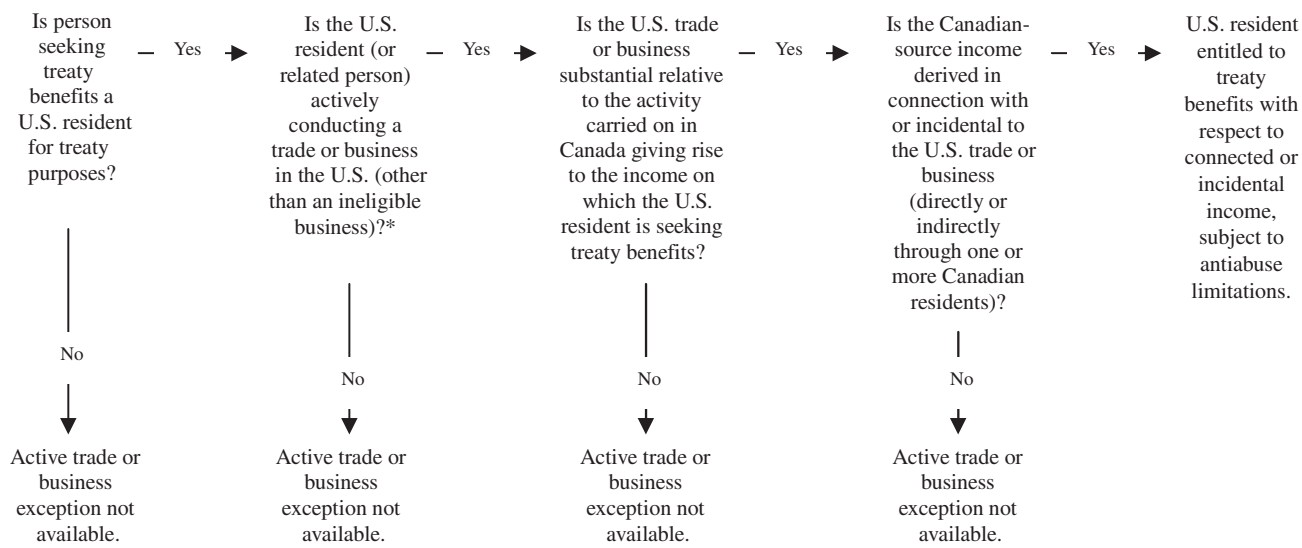 Is person
seeking
treaty
benefits a
U.S. resident
for treaty
purposes?
Yes
Is the U.S.
resident (or
related person)
actively
conducting a
trade or business
in the U.S. (other
than an ineligible
business)?*
Yes
Is the U.S. trade
or business
substantial relative
to the activity
carried on in
Canada giving rise
to the income on
which the U.S.
resident is seeking
treaty benefits?
Yes
Is the Canadian-
source income
derived in
connection with
or incidental to
the U.S. trade or
business
(directly or
indirectly
through one or
more Canadian
residents)?
Yes
U.S. resident
entitled to
treaty
benefits with
respect to
connected or
incidental
income,
subject to
antiabuse
limitations.
No
No
No
No
Active trade or
business
exception not
available.
Active trade or
business
exception not
available.
Active trade or
business
exception not
available.
Active trade or
business
exception not
available.